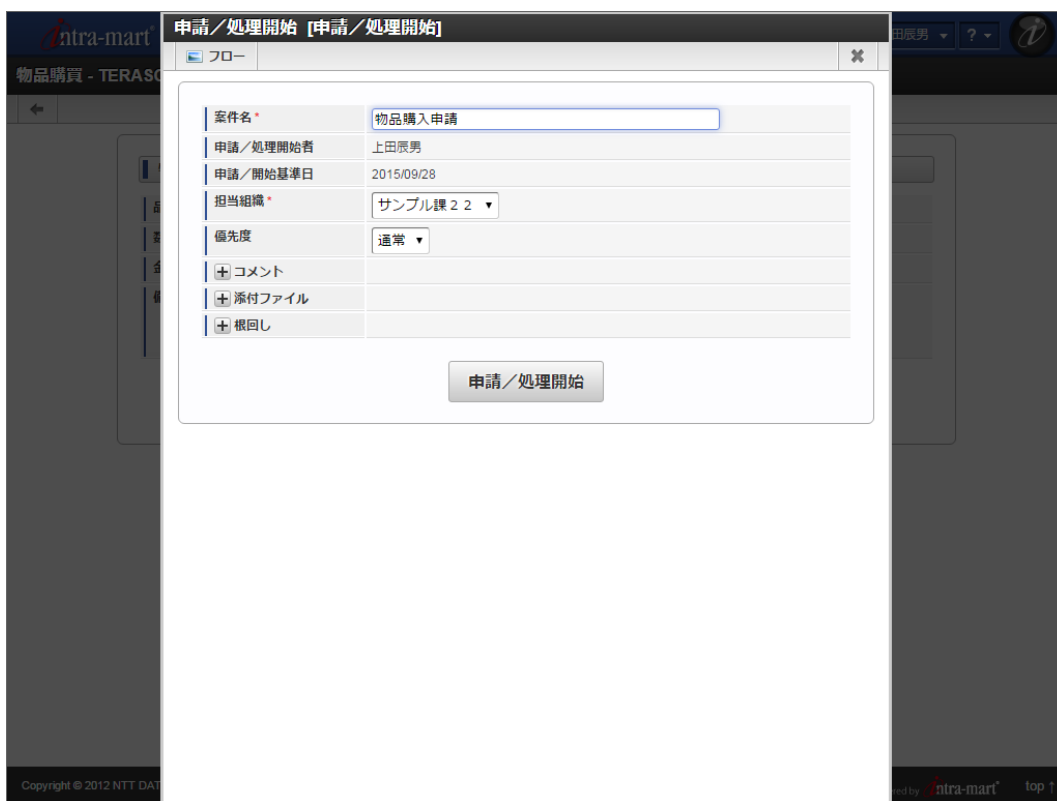 intra-mart
申請／処理開始 [申請／処理開始]
田辰男 ▾ ? ▾
物品購買 - TERASO
フロー
案件名*
物品購入申請
申請／処理開始者
上田辰男
申請／開始基準日
2015/09/28
担当組織*
サンプル課２２
優先度
通常
コメント
添付ファイル
根回し
申請／処理開始
Copyright © 2012 NTT DAT
red by intra-mart top ↑